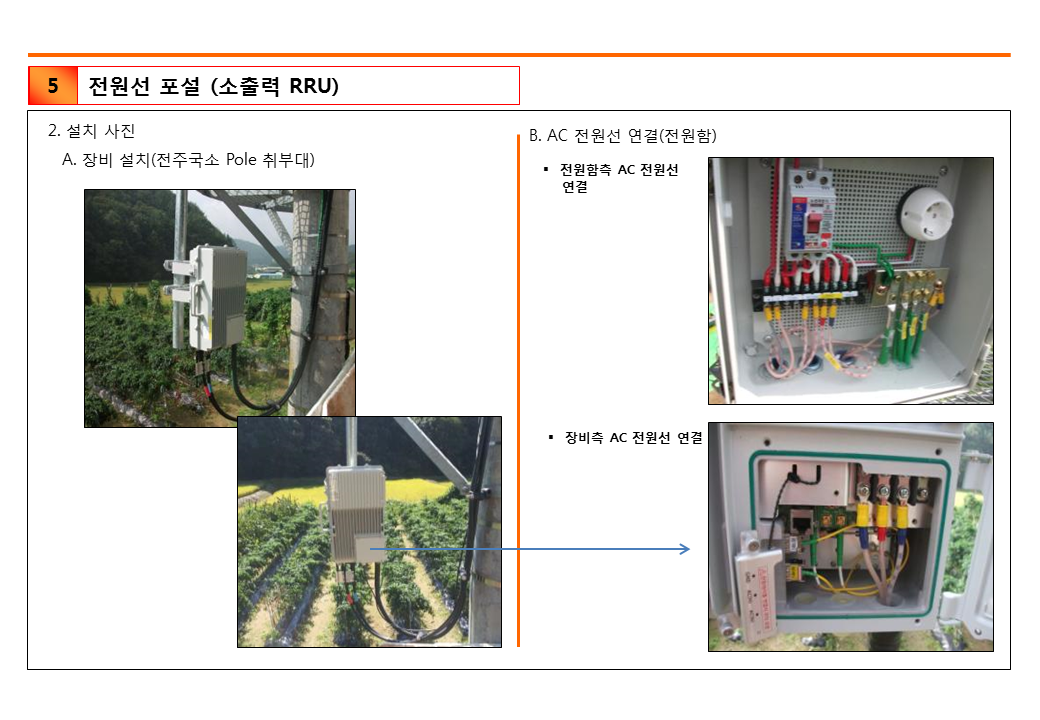 5
전원선 포설 (소출력 RRU)
2. 설치 사진
A. 장비 설치(전주국소 Pole 취부대)
B. AC 전원선 연결(전원함)
▪ 전원함측 AC 전원선
연결
▪ 장비측 AC 전원선 연결